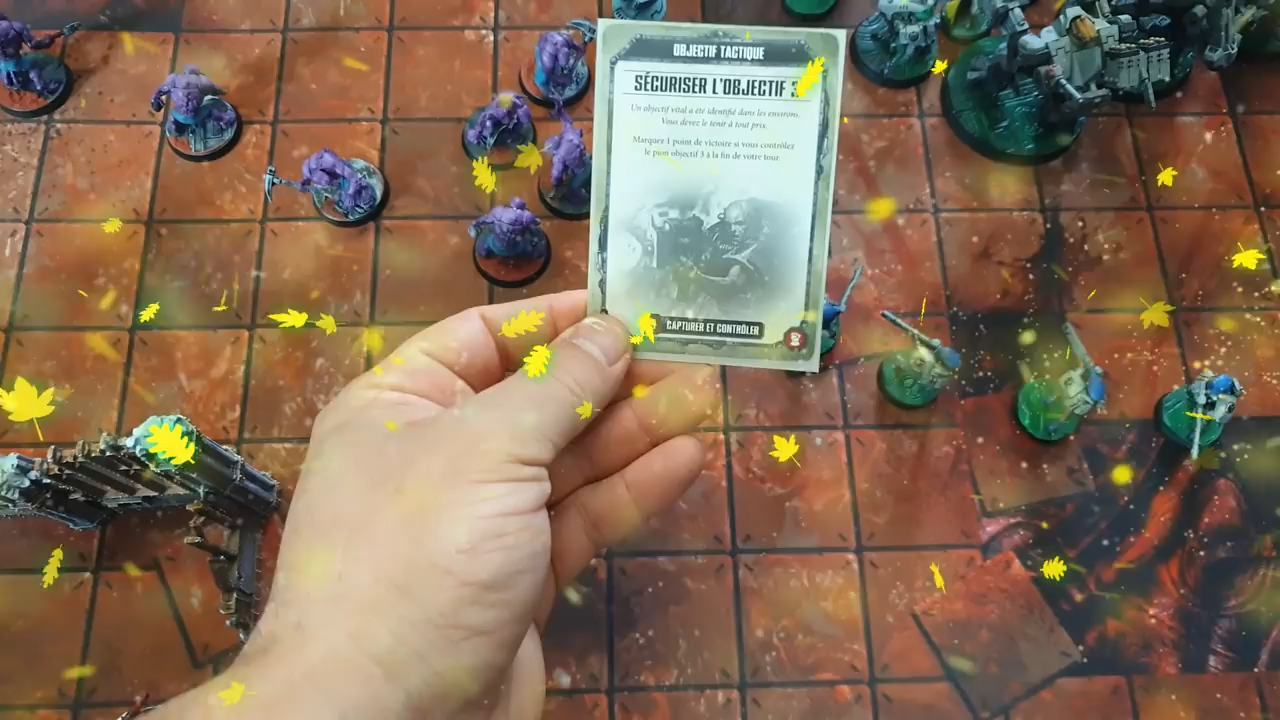 OBJECTIF TACTIQUE
SÉCURISER L'OBJECTIF 3
Un objectif vital a été identifié dans les environs.
Vous devez le tenir à tout prix.
Marquez 1 point de victoire si vous contrôlez
le pion objectif 3 à la fin de votre tour.
CAPTURER ET CONTRÔLER